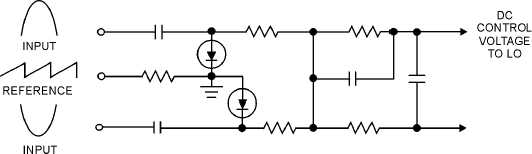 INPUT
REFERENCE
INPUT
DC
CONTROL
VOLTAGE
TO LO